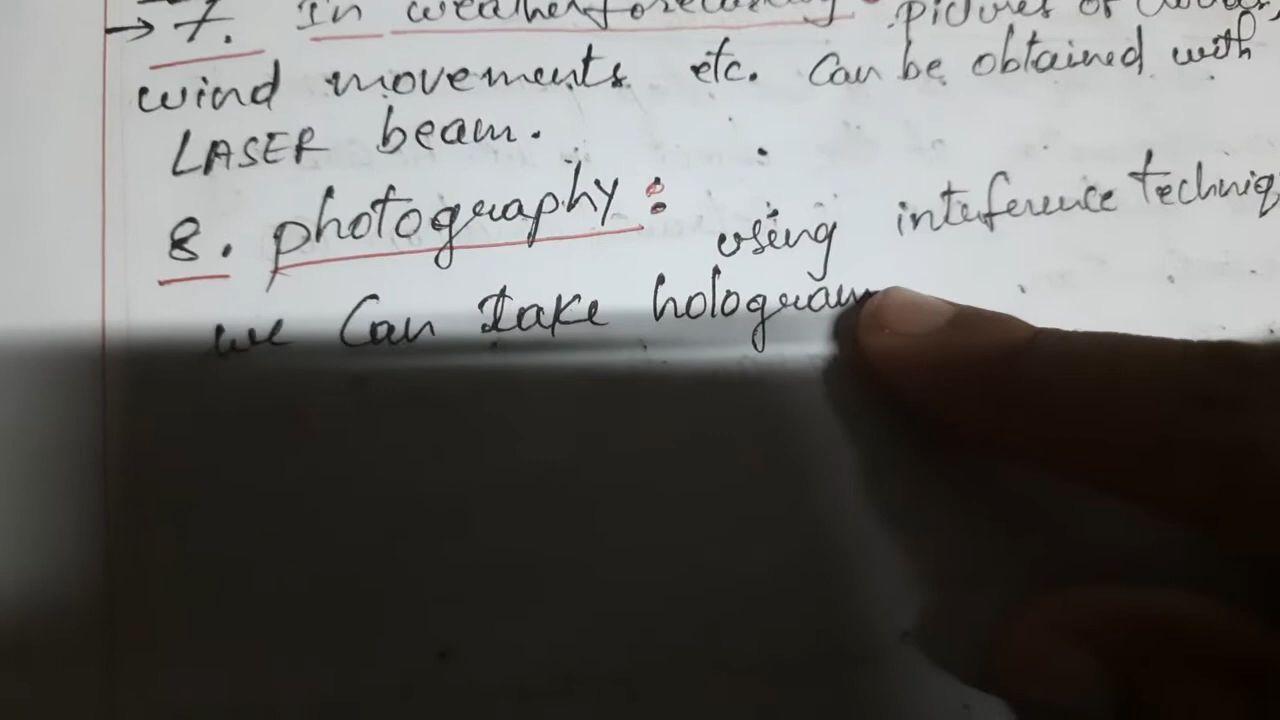 → 7. In weather forecasting pictures of clouds,
wind movements etc. Can be obtained with
LASER beam.
8. photography : using interference techniq
we Can take hologram